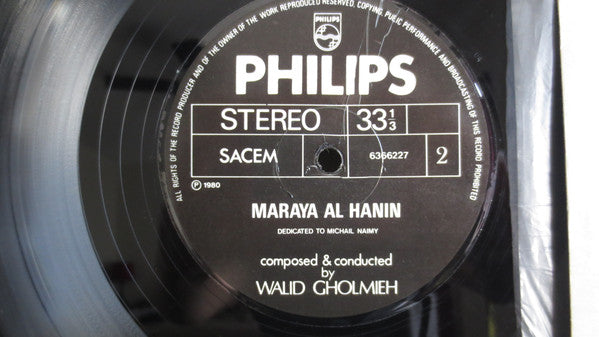 ALL RIGHTS OF THE RECORD PRODUCER AND OF THE OWNER OF THE WORK REPRODUCED RESERVED. COPYING, PUBLIC PERFORMANCE AND BROADCASTING OF THIS RECORD PROHIBITED
PHILIPS
PHILIPS
STEREO 33 1/3
SACEM 6366227 2
Ⓟ 1980
MARAYA AL HANIN
DEDICATED TO MICHAIL NAIMY
composed & conducted
by
WALID GHOLMIEH